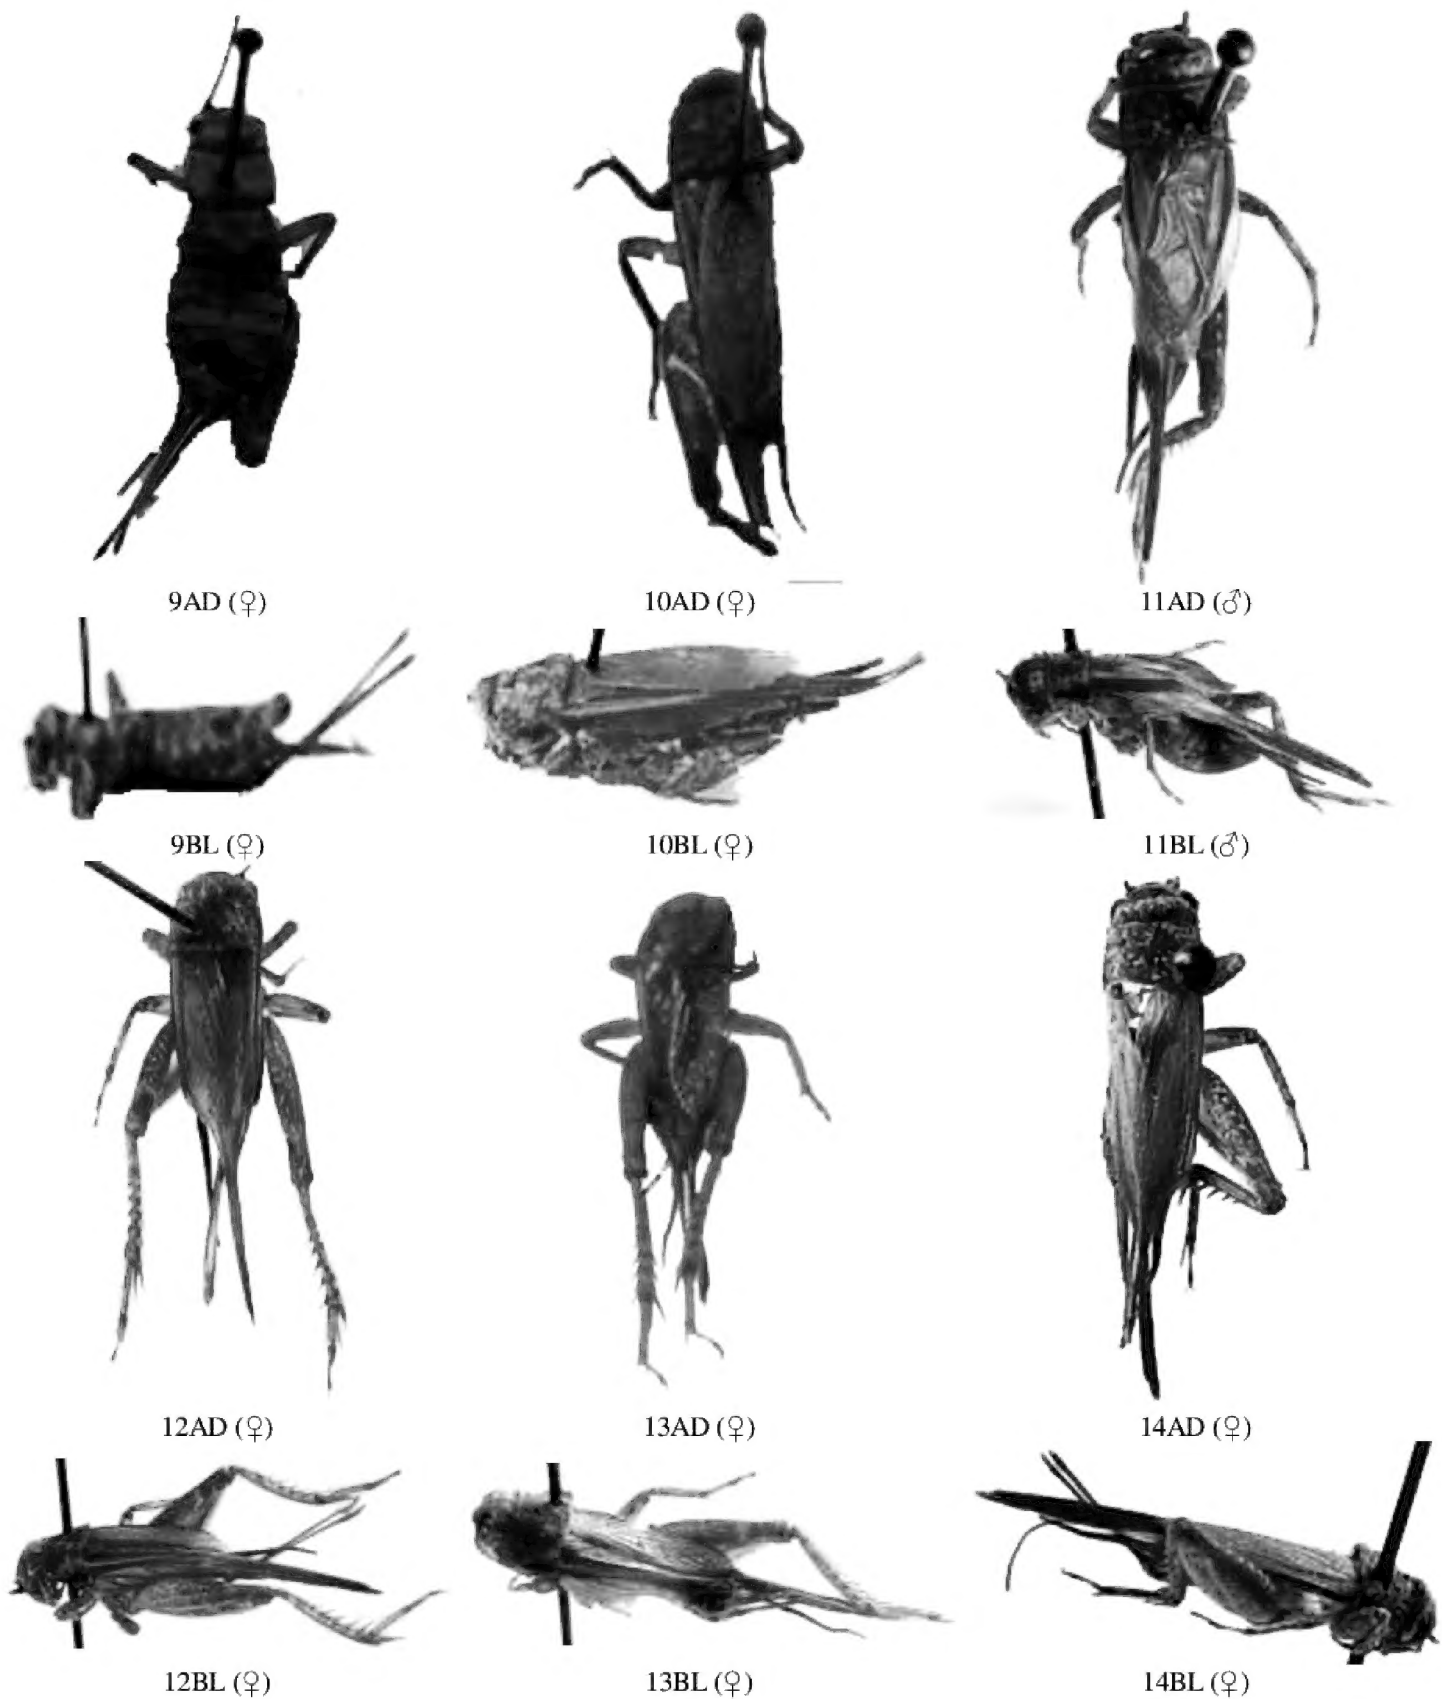 9AD (♀) 10AD (♀) 11AD (♂)
9BL (♀) 10BL (♀) 11BL (♂)
12AD (♀) 13AD (♀) 14AD (♀)
12BL (♀) 13BL (♀) 14BL (♀)